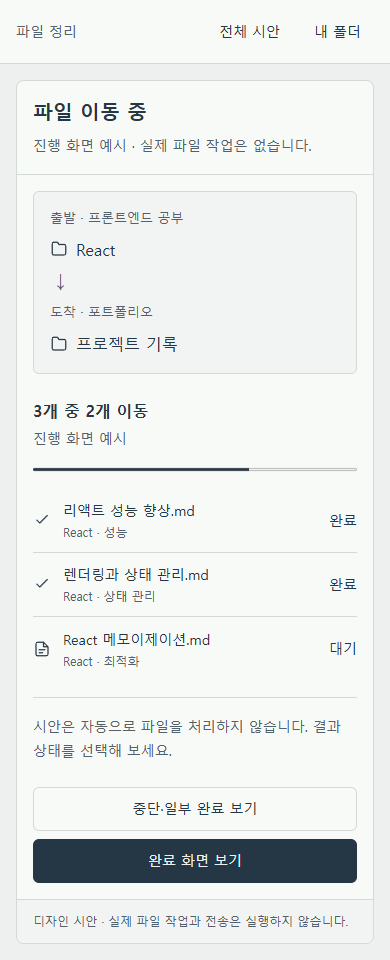 파일 정리
전체 시안
내 폴더
파일 이동 중
진행 화면 예시 · 실제 파일 작업은 없습니다.
출발 · 프론트엔드 공부
React
↓
도착 · 포트폴리오
프로젝트 기록
3개 중 2개 이동
진행 화면 예시
리액트 성능 향상.md
React · 성능
완료
렌더링과 상태 관리.md
React · 상태 관리
완료
React 메모이제이션.md
React · 최적화
대기
시안은 자동으로 파일을 처리하지 않습니다. 결과
상태를 선택해 보세요.
중단·일부 완료 보기
완료 화면 보기
디자인 시안 · 실제 파일 작업과 전송은 실행하지 않습니다.